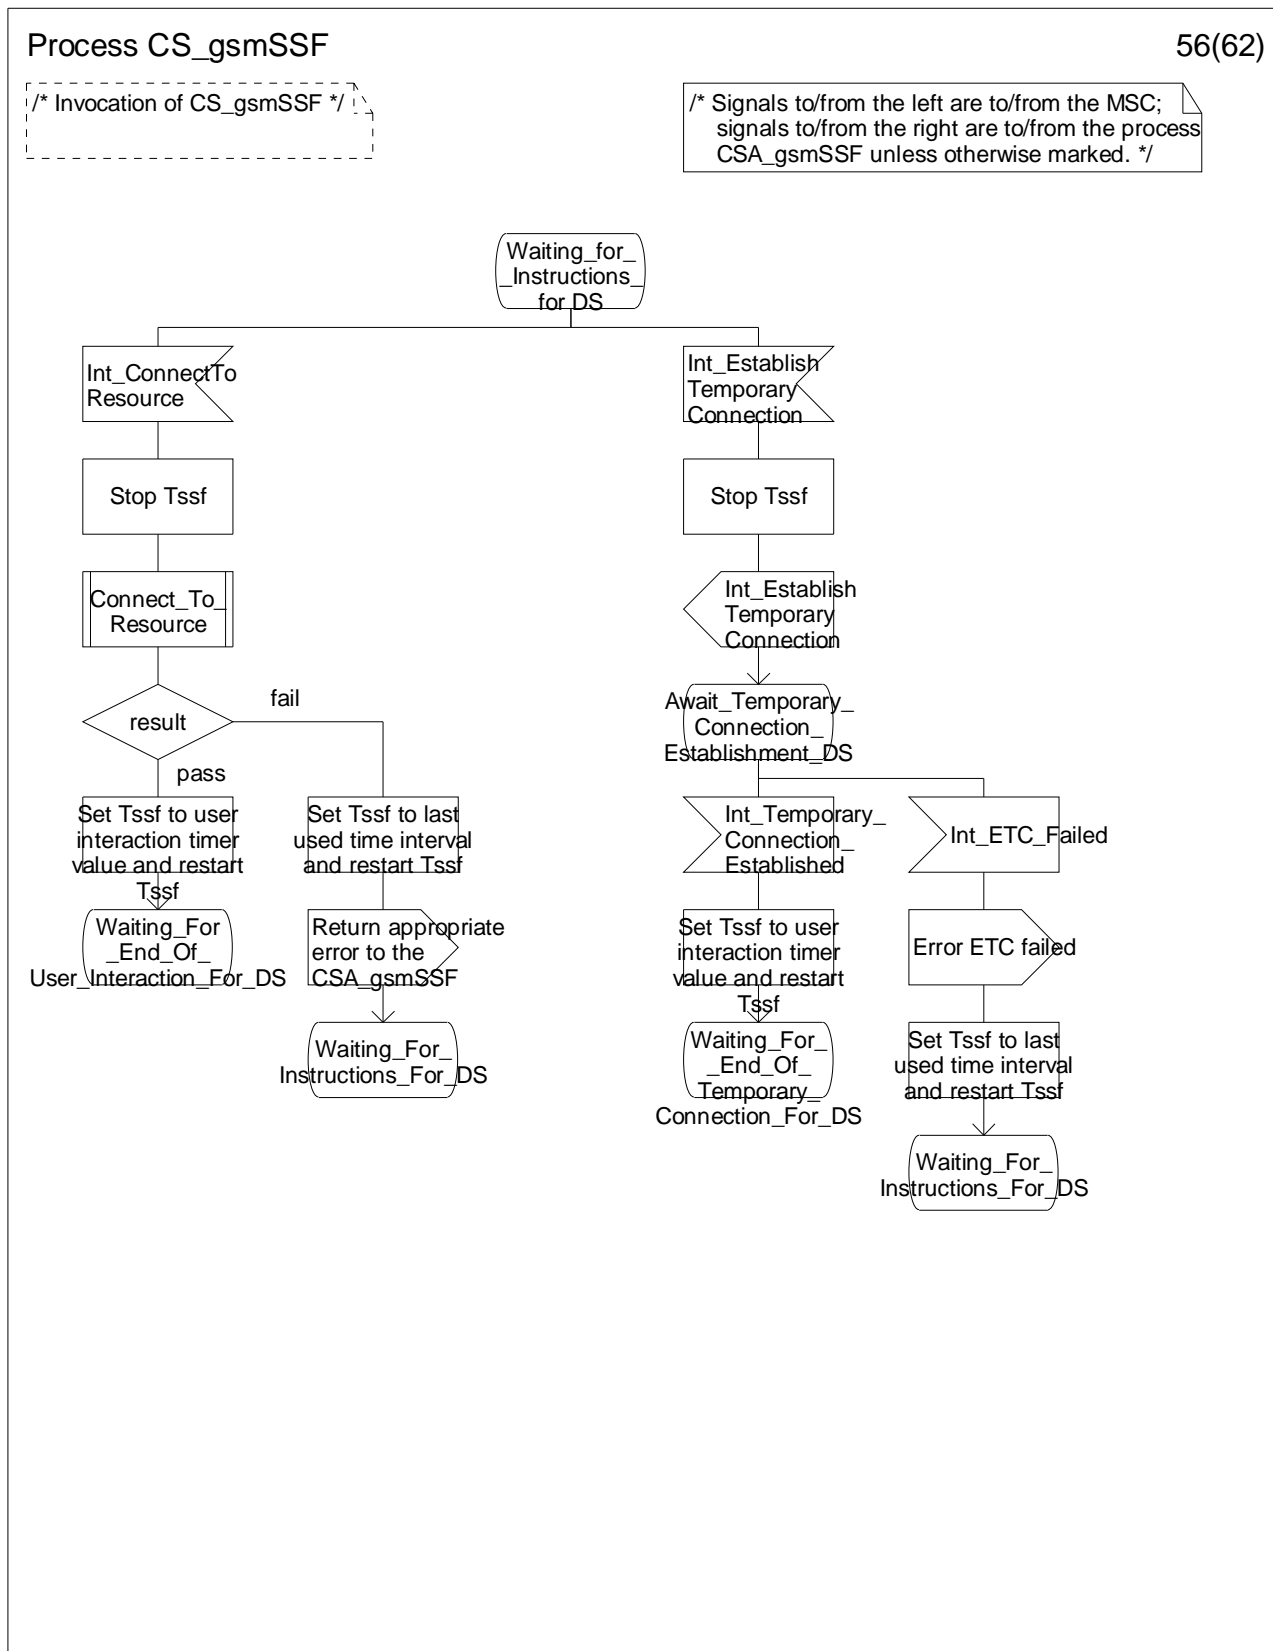 Process CS_gsmSSF
56(62)
/* Invocation of CS_gsmSSF */
/* Signals to/from the left are to/from the MSC;
signals to/from the right are to/from the process
CSA_gsmSSF unless otherwise marked. */
Waiting_for_
_Instructions_
for DS
Int_ConnectTo
Resource
Stop Tssf
Connect_To_
Resource
result
fail
pass
Set Tssf to user
interaction timer
value and restart
Tssf
Waiting_For
_End_Of_
User_Interaction_For_DS
Set Tssf to last
used time interval
and restart Tssf
Return appropriate
error to the
CSA_gsmSSF
Waiting_For_
Instructions_For_DS
Int_Establish
Temporary
Connection
Stop Tssf
Int_Establish
Temporary
Connection
Await_Temporary_
Connection_
Establishment_DS
Int_Temporary_
Connection_
Established
Set Tssf to user
interaction timer
value and restart
Tssf
Waiting_For_
_End_Of_
Temporary_
Connection_For_DS
Int_ETC_Failed
Error ETC failed
Set Tssf to last
used time interval
and restart Tssf
Waiting_For_
Instructions_For_DS